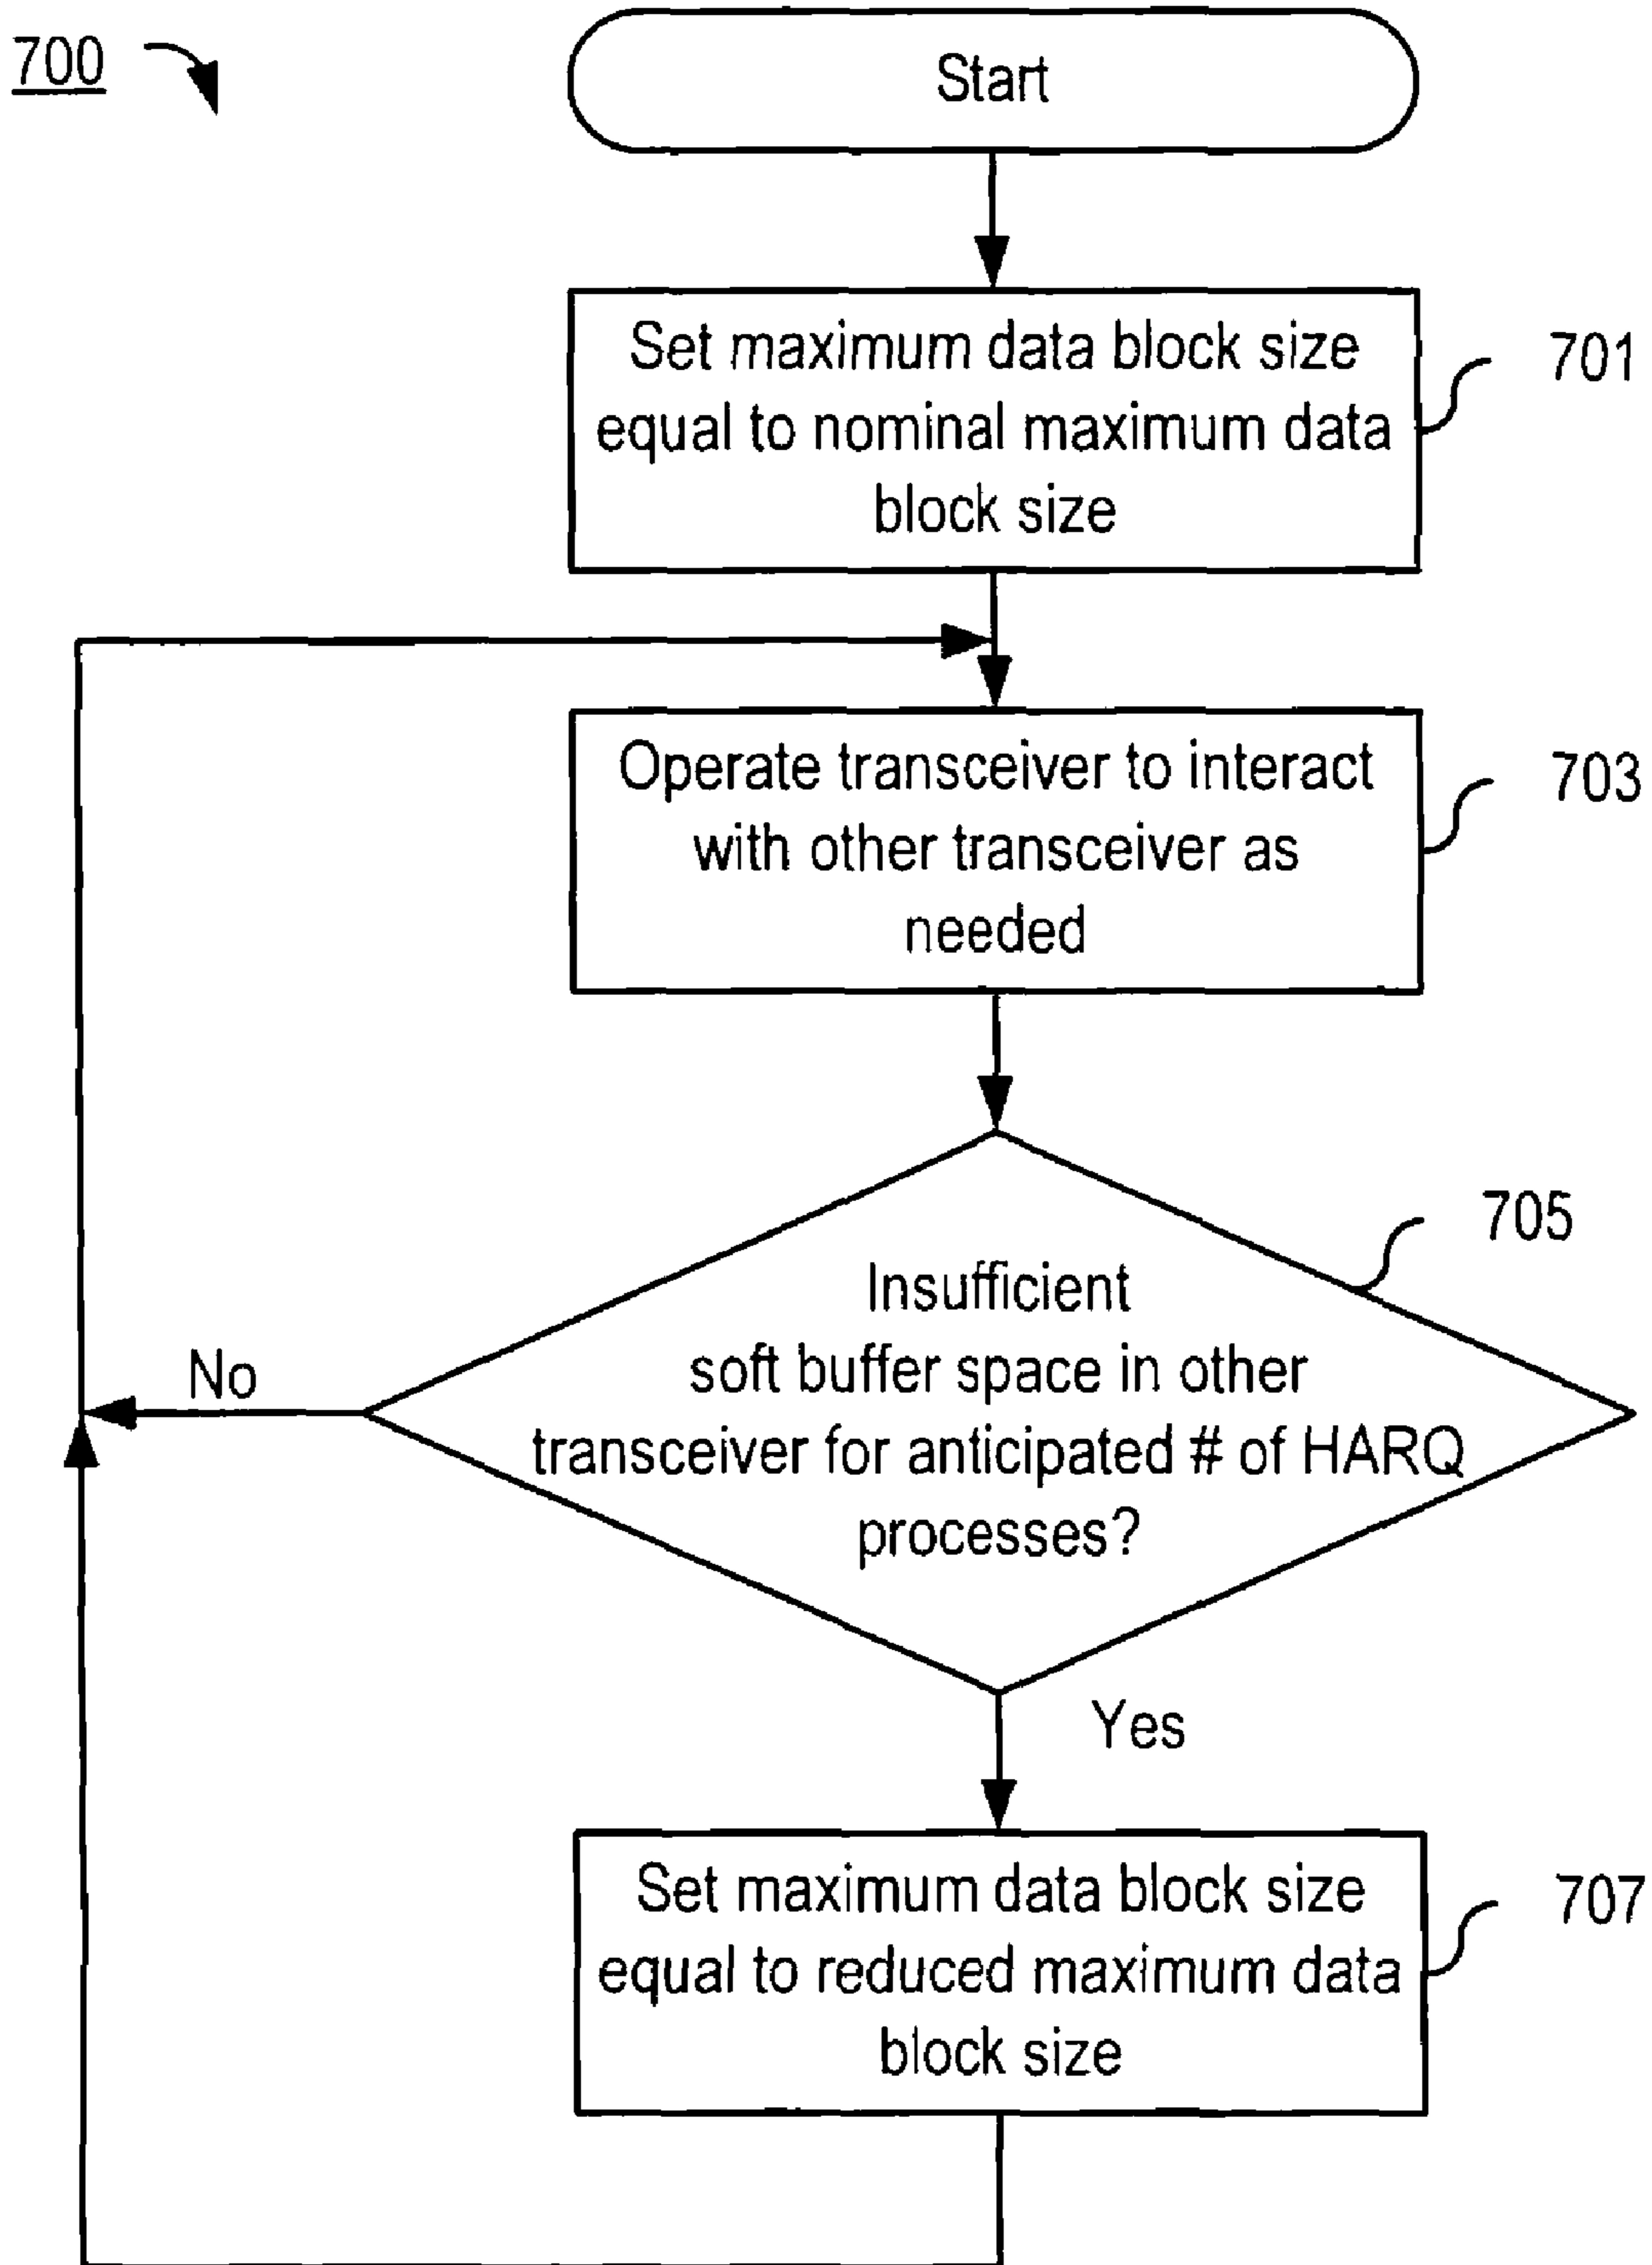 700
Start
Set maximum data block size
equal to nominal maximum data
block size
701
Operate transceiver to interact
with other transceiver as
needed
703
Insufficient
soft buffer space in other
transceiver for anticipated # of HARQ
processes?
705
No
Yes
Set maximum data block size
equal to reduced maximum data
block size
707